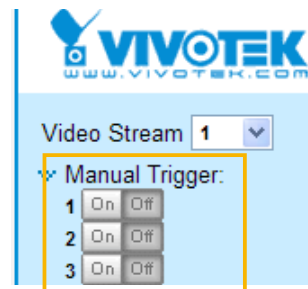 VIVOTEK
www.vivotek.com
Video Stream 1
Manual Trigger:
1 On Off
2 On Off
3 On Off